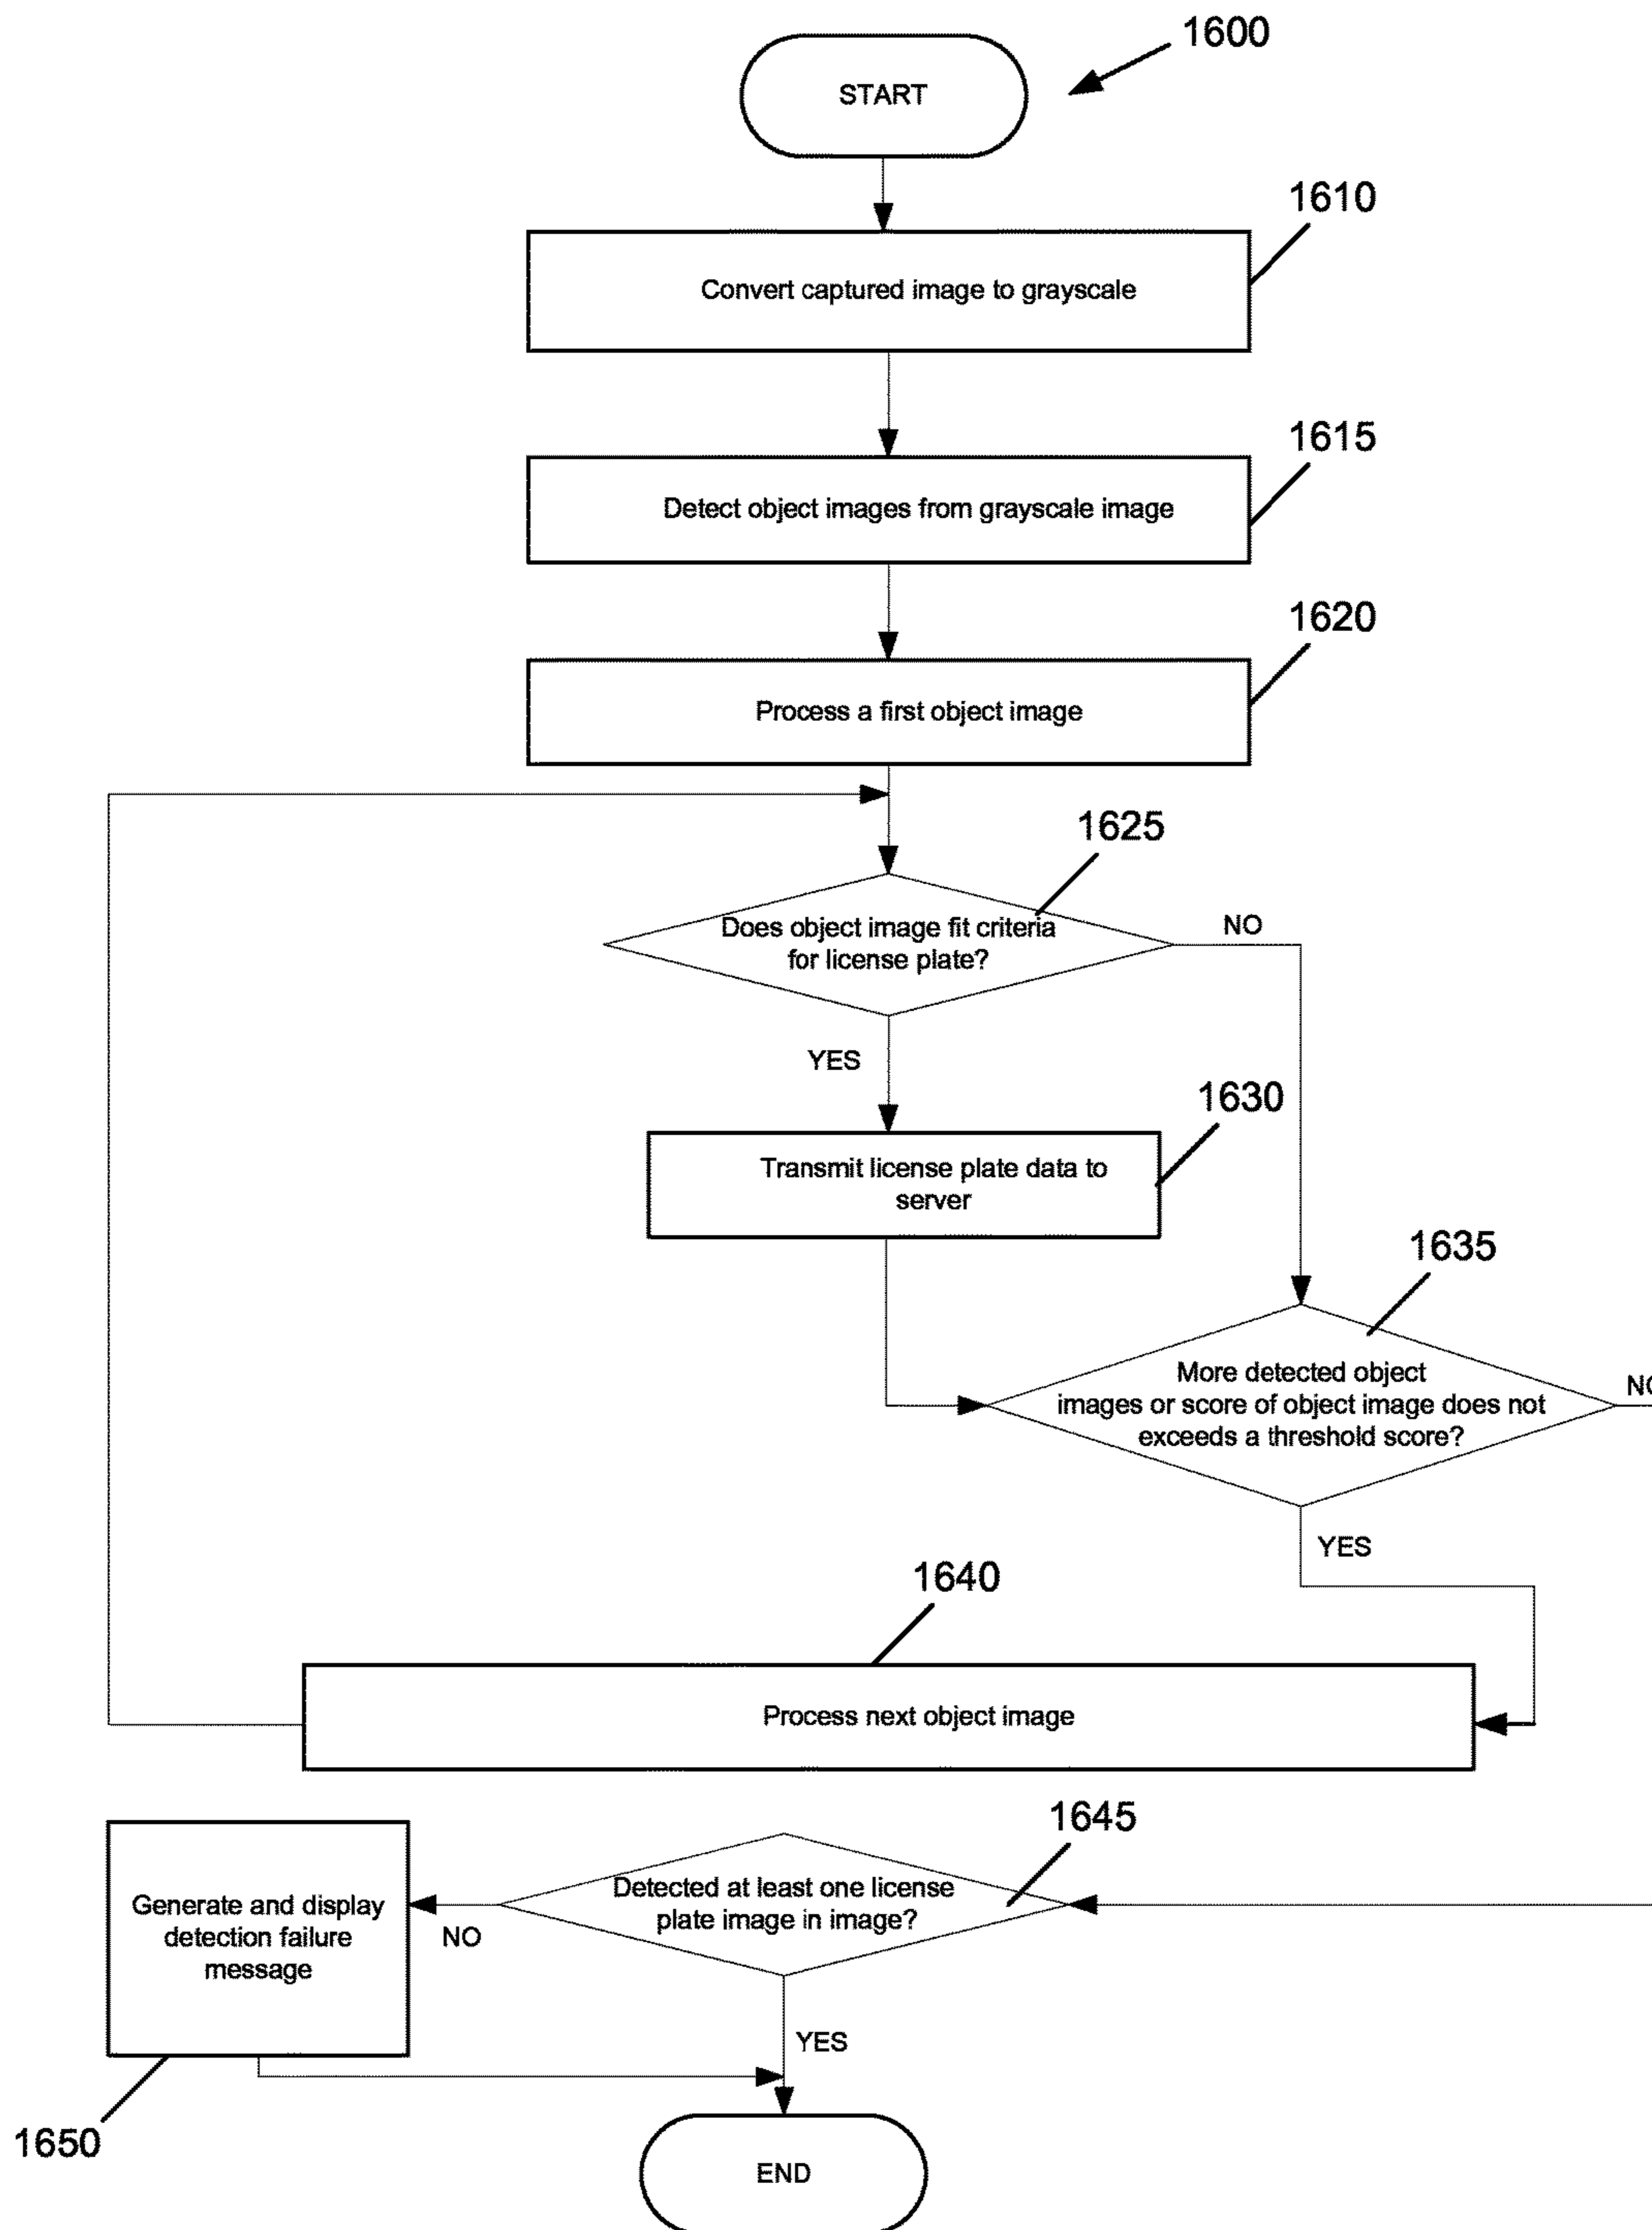 1600
START
1610
Convert captured image to grayscale
1615
Detect object images from grayscale image
1620
Process a first object image
1625
Does object image fit criteria
for license plate?
NO
YES
1630
Transmit license plate data to
server
1635
More detected object
images or score of object image does not
exceeds a threshold score?
NO
YES
1640
Process next object image
1645
Detected at least one license
plate image in image?
Generate and display
detection failure
message
NO
YES
1650
END